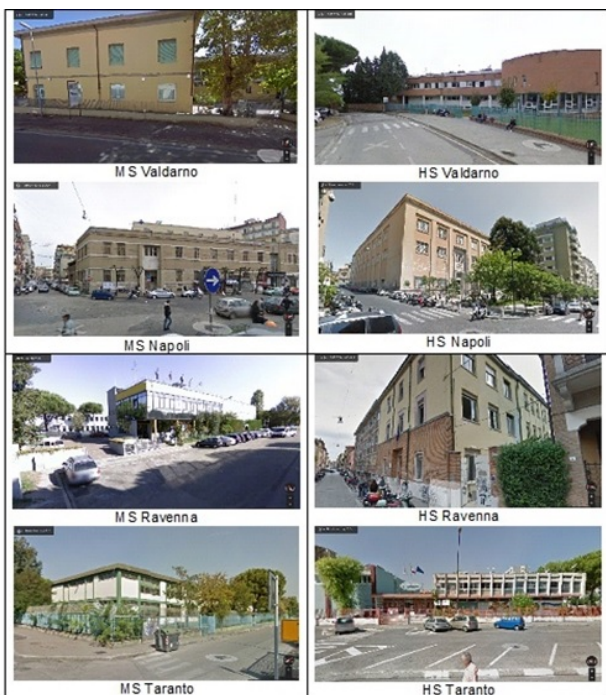 MS Valdarno
HS Valdarno
MS Napoli
HS Napoli
MS Ravenna
HS Ravenna
MS Taranto
HS Taranto